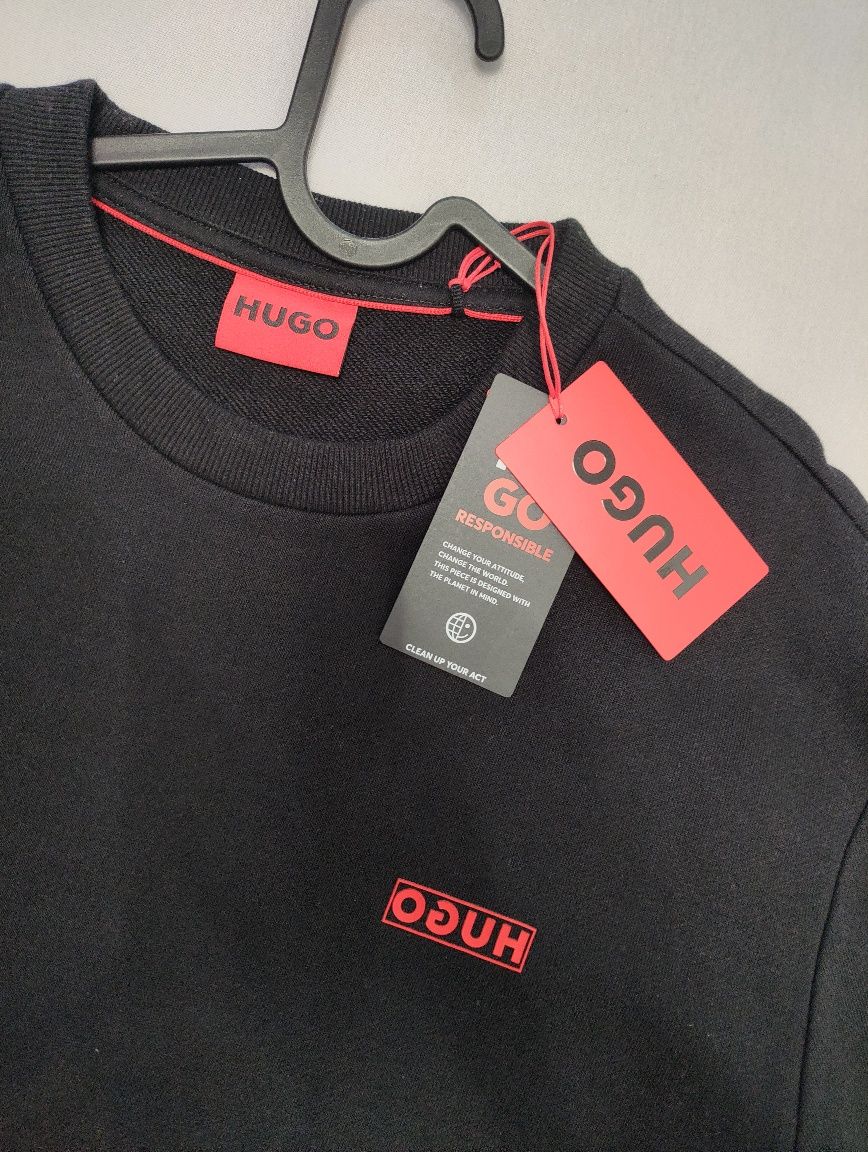 HUGO
GO
RESPONSIBLE
CHANGE YOUR ATTITUDE,
CHANGE THE WORLD.
THIS PIECE IS DESIGNED WITH
THE PLANET IN MIND.
CLEAN UP YOUR ACT
HUGO
HUGO